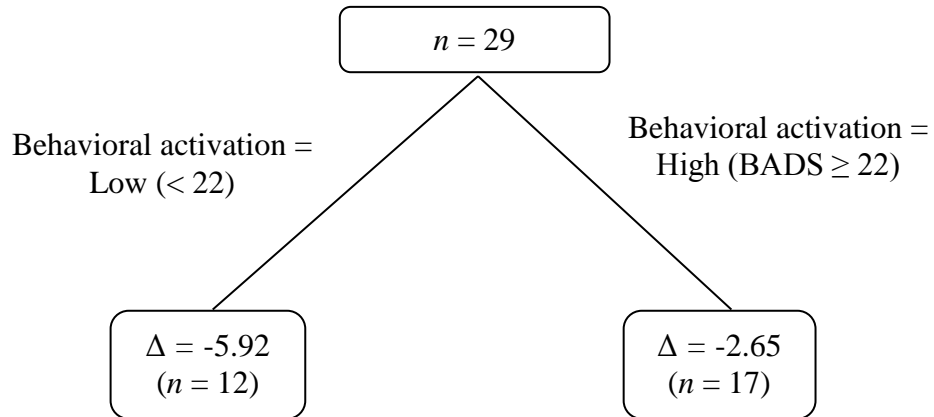 n = 29
Behavioral activation =
Low (< 22)
Behavioral activation =
High (BADS ≥ 22)
Δ = -5.92
(n = 12)
Δ = -2.65
(n = 17)